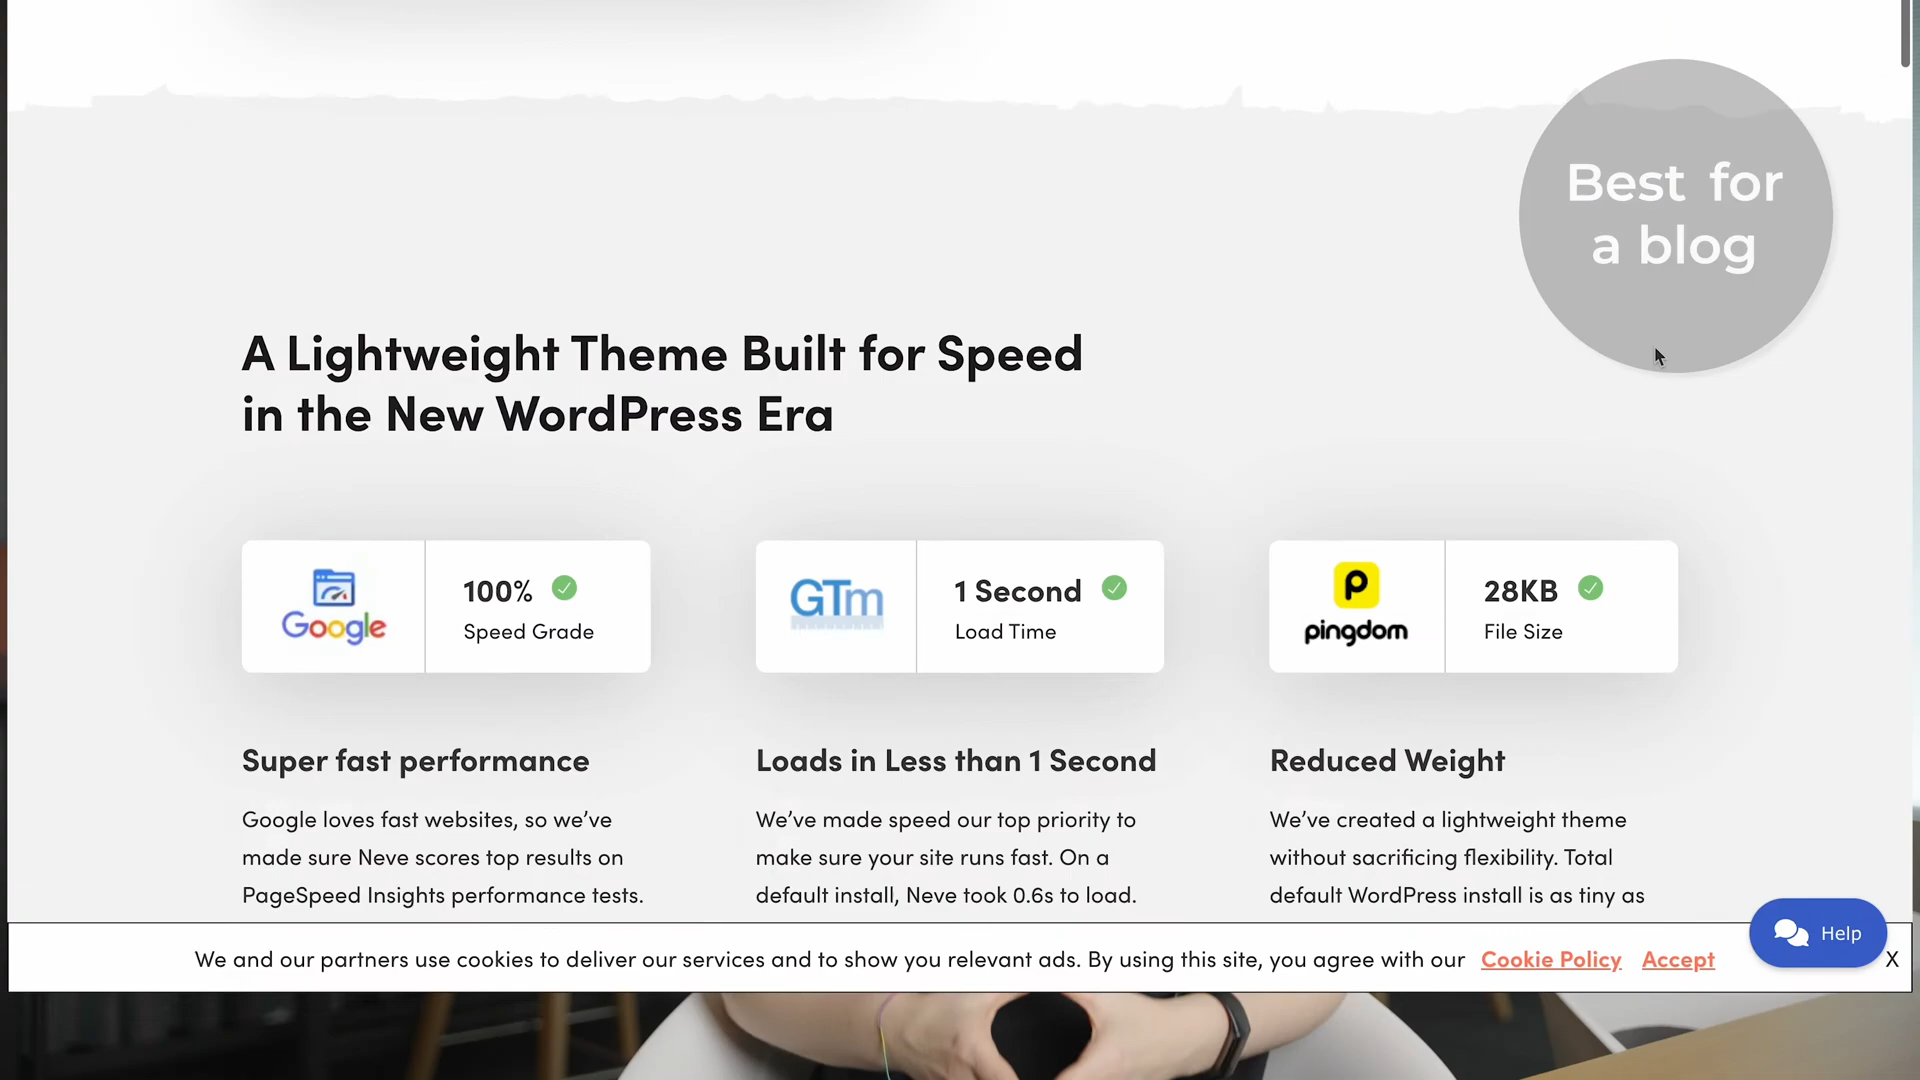 Best for
a blog
A Lightweight Theme Built for Speed
in the New WordPress Era
Google
100%
Speed Grade
GTm
1 Second
Load Time
p
pingdom
28KB
File Size
Super fast performance
Google loves fast websites, so we’ve
made sure Neve scores top results on
PageSpeed Insights performance tests.
Loads in Less than 1 Second
We’ve made speed our top priority to
make sure your site runs fast. On a
default install, Neve took 0.6s to load.
Reduced Weight
We’ve created a lightweight theme
without sacrificing flexibility. Total
default WordPress install is as tiny as
Help
We and our partners use cookies to deliver our services and to show you relevant ads. By using this site, you agree with our Cookie Policy Accept X